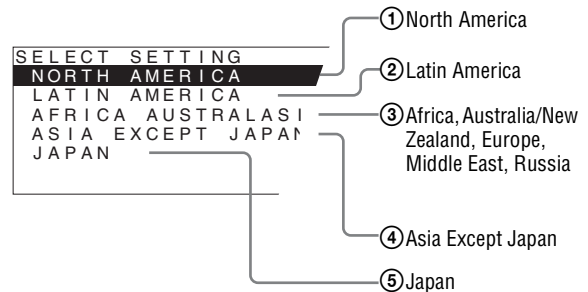 SELECT SETTING
NORTH AMERICA
LATIN AMERICA
AFRICA AUSTRALASI
ASIA EXCEPT JAPAN
JAPAN
①North America
②Latin America
③Africa, Australia/New
Zealand, Europe,
Middle East, Russia
④Asia Except Japan
⑤Japan